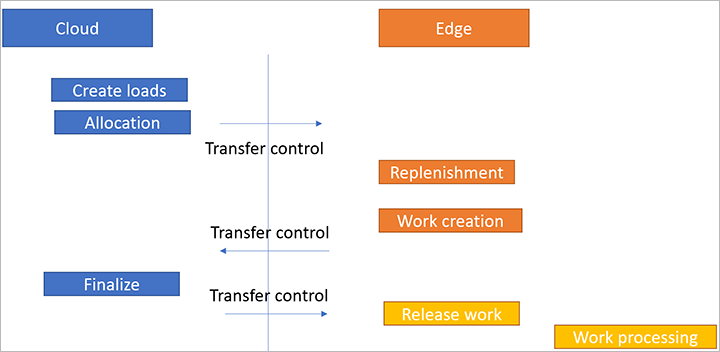 Cloud
Edge
Create loads
Allocation
Transfer control
Replenishment
Work creation
Transfer control
Finalize
Transfer control
Release work
Work processing